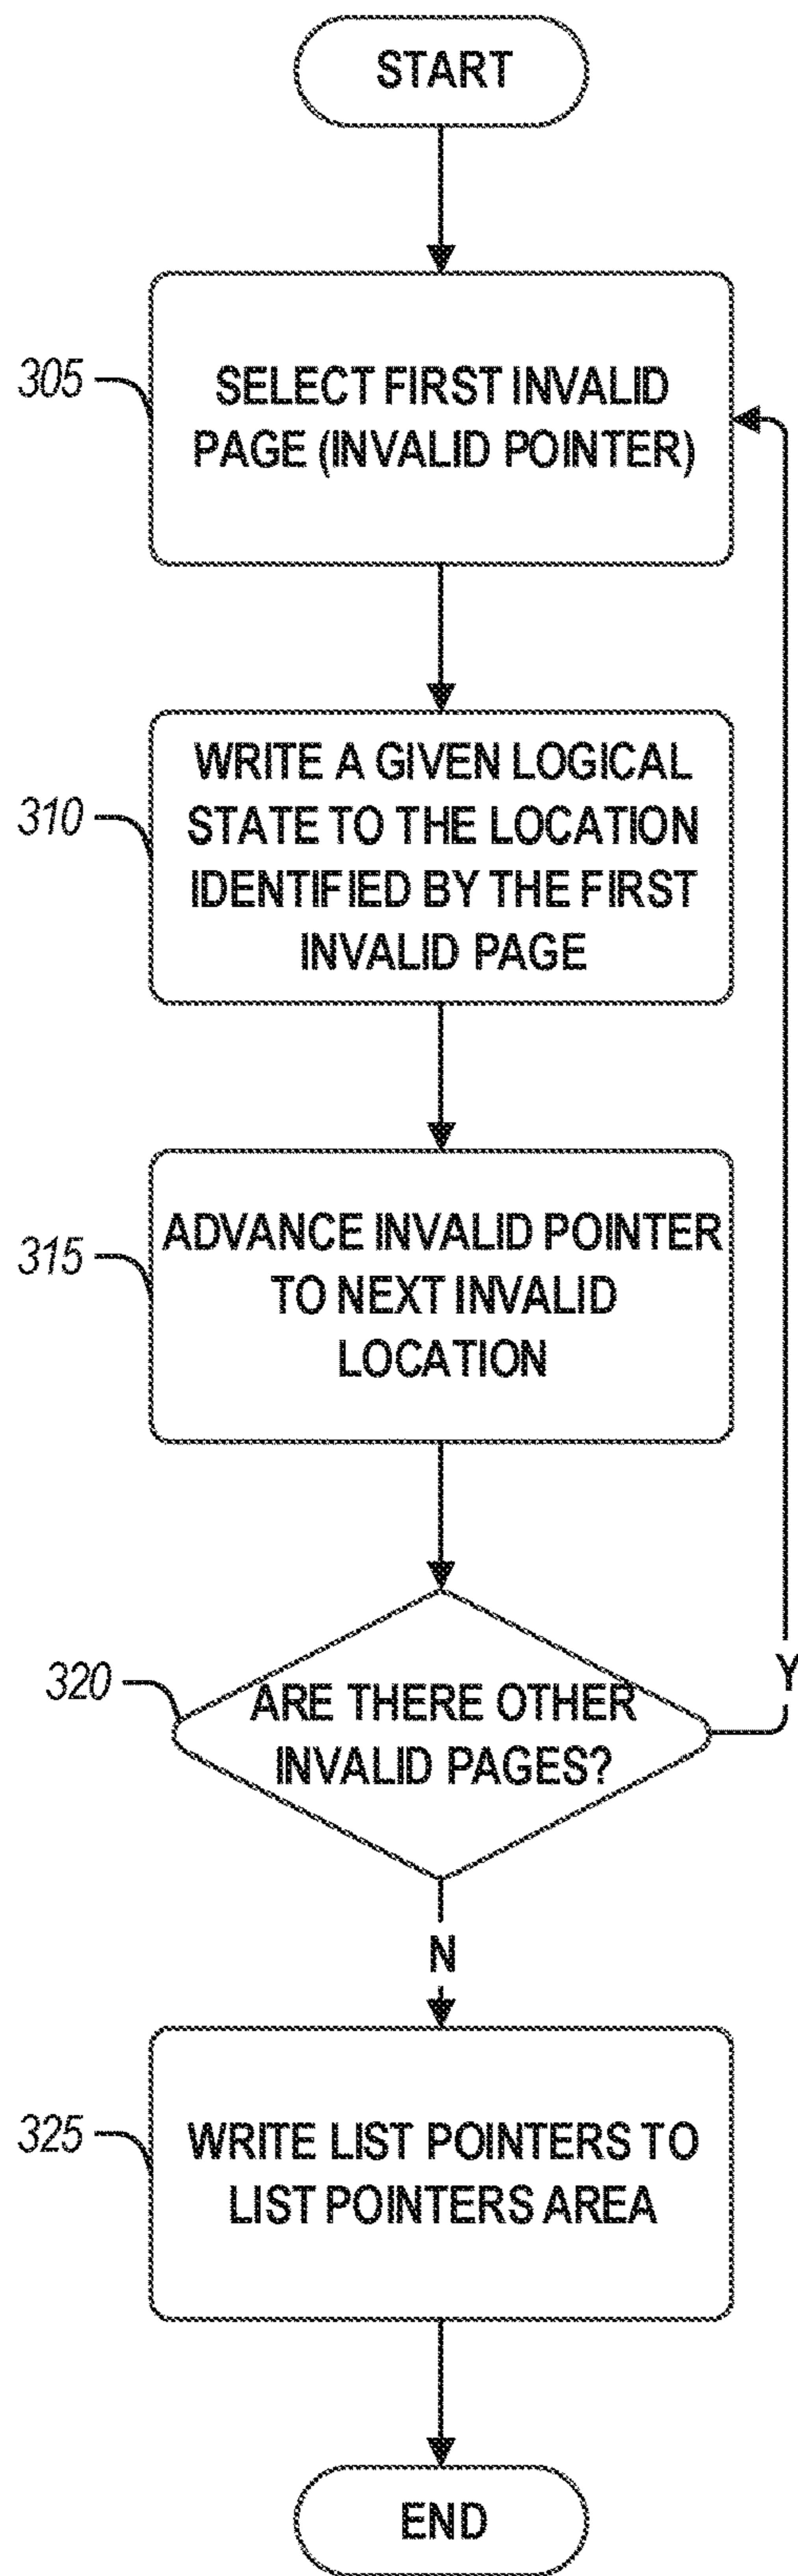 START
305
SELECT FIRST INVALID
PAGE (INVALID POINTER)
310
WRITE A GIVEN LOGICAL
STATE TO THE LOCATION
IDENTIFIED BY THE FIRST
INVALID PAGE
315
ADVANCE INVALID POINTER
TO NEXT INVALID
LOCATION
320
ARE THERE OTHER
INVALID PAGES?
Y
N
325
WRITE LIST POINTERS TO
LIST POINTERS AREA
END